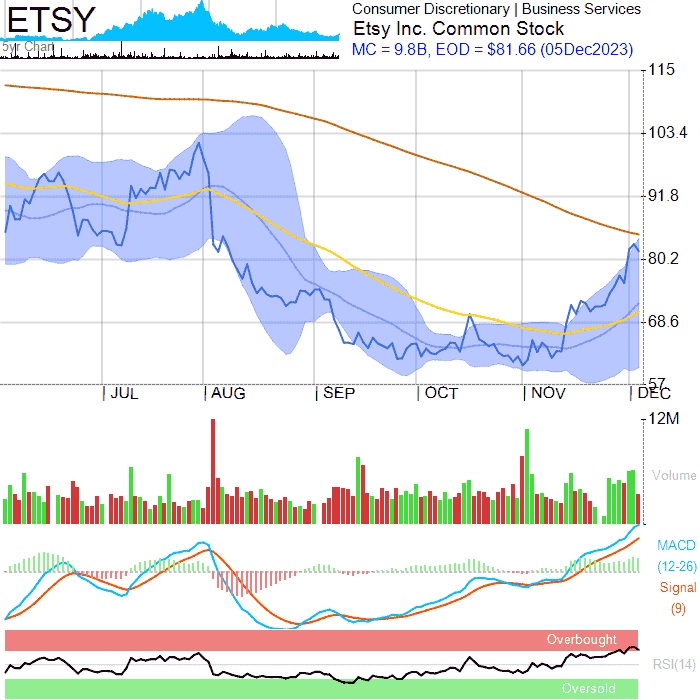 ETSY
5yr Chart
Consumer Discretionary | Business Services
Etsy Inc. Common Stock
MC = 9.8B, EOD = $81.66 (05Dec2023)
115
103.4
91.8
80.2
68.6
57
JUL
AUG
SEP
OCT
NOV
DEC
12M
Volume
MACD
(12-26)
Signal
(9)
Overbought
RSI(14)
Oversold